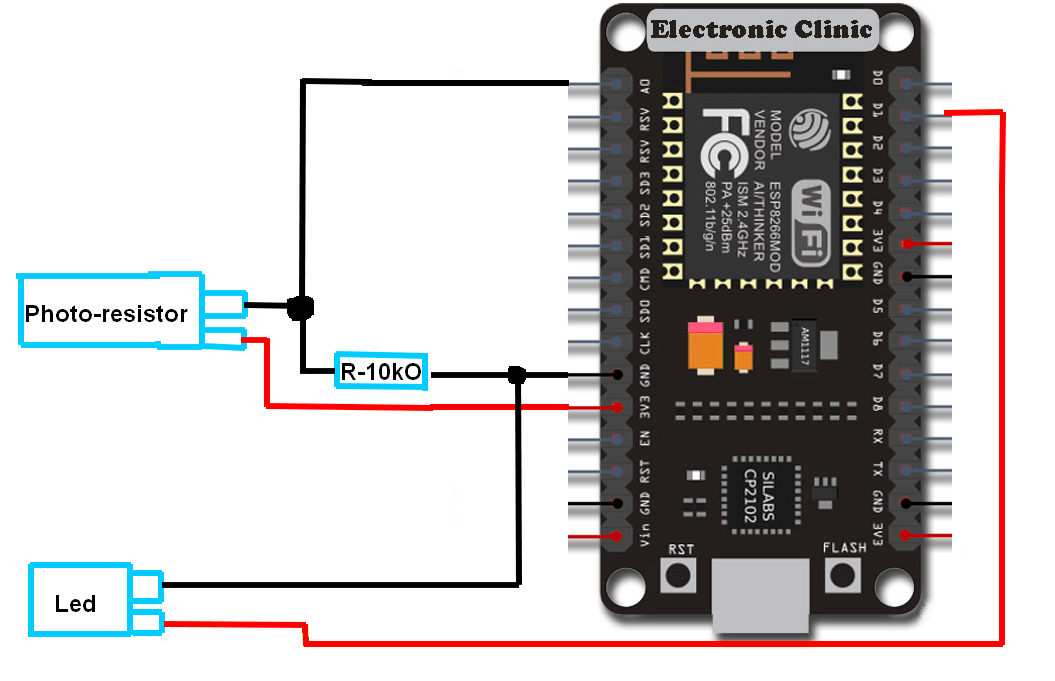 Electronic Clinic
A0
RSV
RSV
SD3
SD2
SD1
CMD
SD0
CLK
GND
3V3
EN
RST
GND
Vin
D0
D1
D2
D3
D4
3V3
GND
D5
D6
D7
D8
RX
TX
GND
3V3
MODEL
VENDOR
FC
ESP8266MOD
AI/THINKER
ISM 2.4GHz
PA +25dBm
802.11b/g/n
Wi Fi
AM1117
SILABS
CP2102
RST
FLASH
Photo-resistor
R-10kO
Led